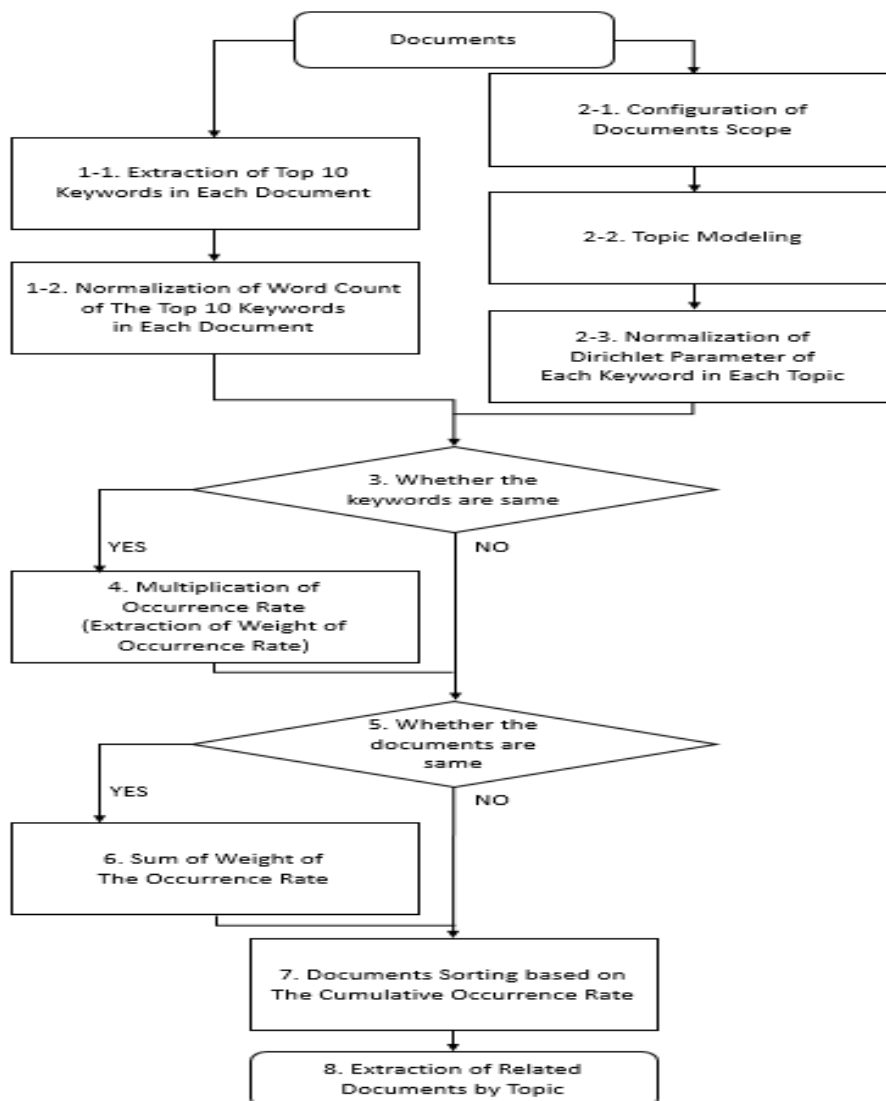 Documents
2-1. Configuration of
Documents Scope
1-1. Extraction of Top 10
Keywords in Each Document
2-2. Topic Modeling
1-2. Normalization of Word Count
of The Top 10 Keywords
in Each Document
2-3. Normalization of
Dirichlet Parameter of
Each Keyword in Each Topic
3. Whether the
keywords are same
YES
NO
4. Multiplication of
Occurrence Rate
(Extraction of Weight of
Occurrence Rate)
5. Whether the
documents are
same
YES
NO
6. Sum of Weight of
The Occurrence Rate
7. Documents Sorting based on
The Cumulative Occurrence Rate
8. Extraction of Related
Documents by Topic